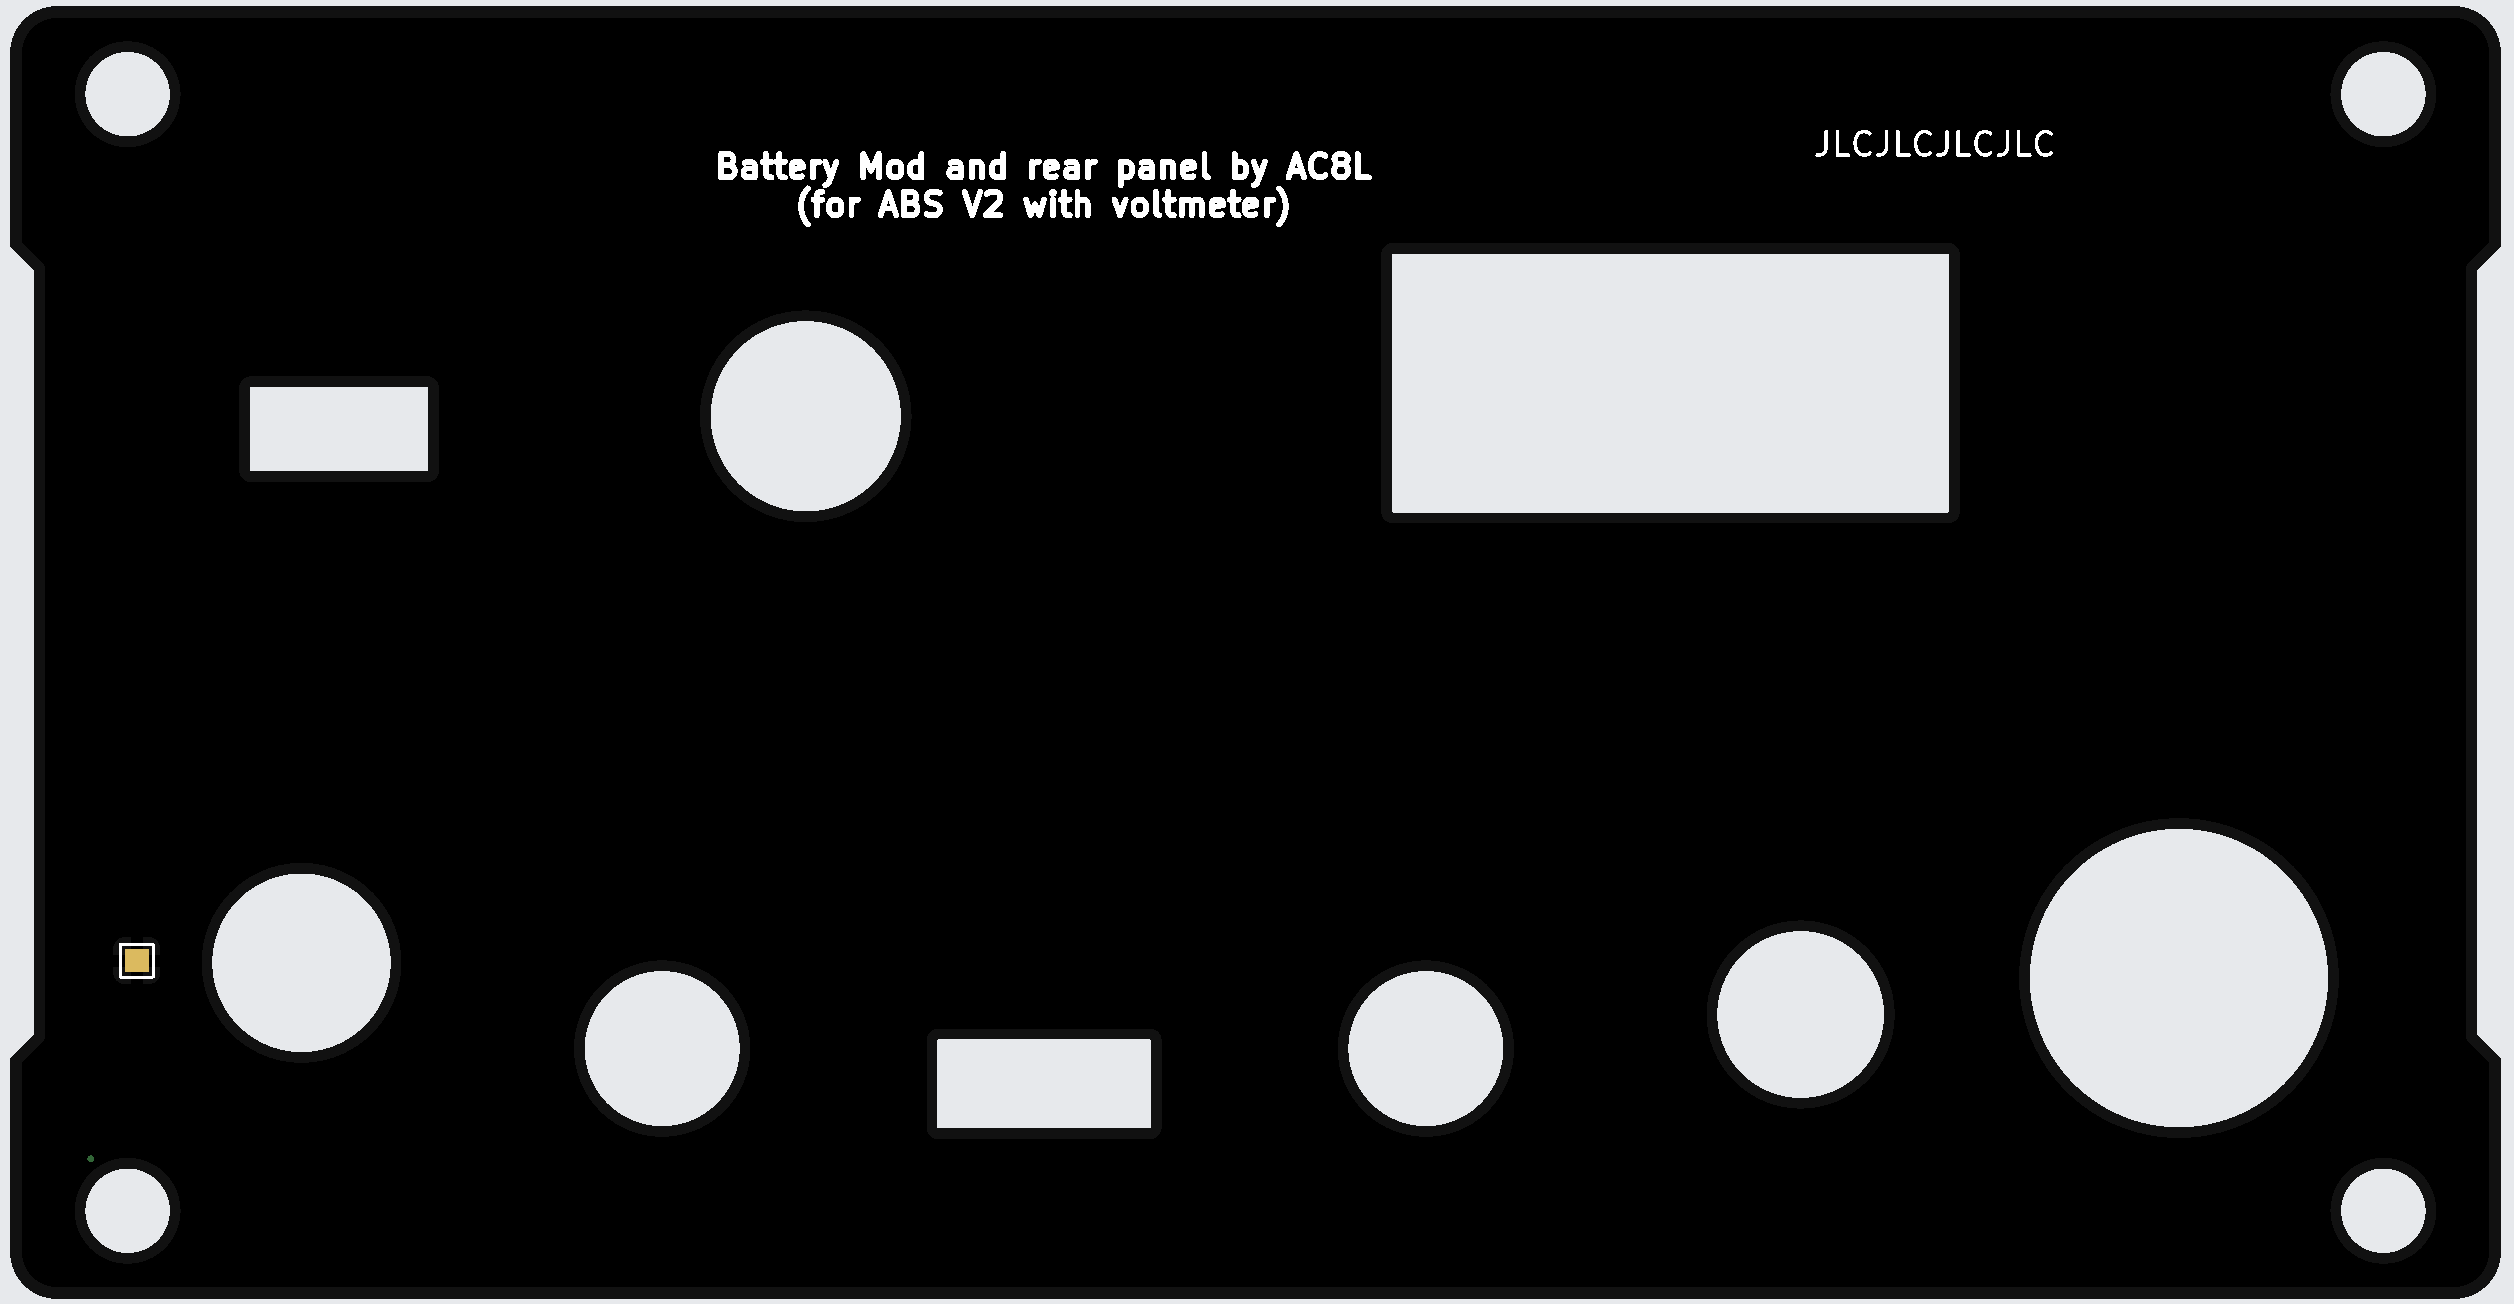 JLCJLCJLCJLC
Battery Mod and rear panel by AC8L
(for ABS V2 with voltmeter)